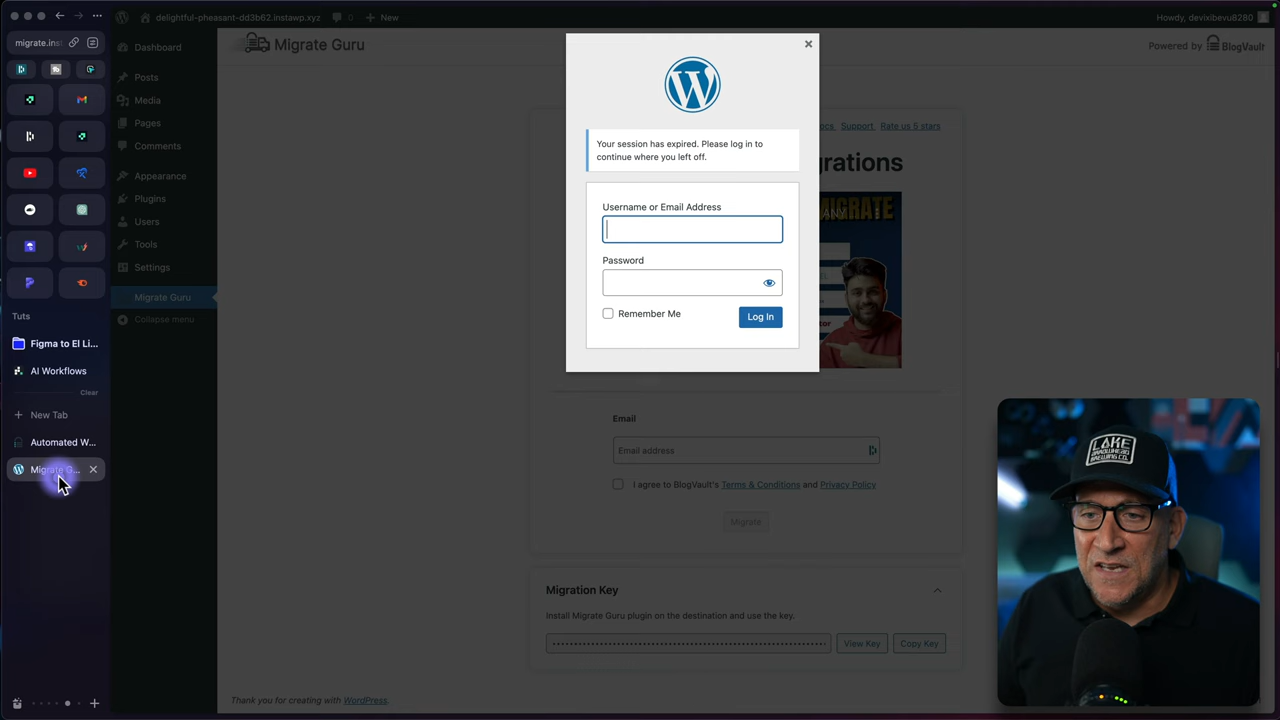 delightful-pheasant-dd3b62.instawp.xyz
0
New
Howdy, devixibevu8280
migrate.ins
Dashboard
Migrate Guru
Powered by BlogVault
Posts
Media
Pages
Comments
Appearance
Plugins
Users
Tools
Settings
Migrate Guru
Collapse menu
Support
Rate us 5 stars
Your session has expired. Please log in to
continue where you left off.
Username or Email Address
Password
Remember Me
Log In
Tuts
Figma to El Li...
AI Workflows
Clear
New Tab
Automated W...
Migrate G...
Email
Email address
I agree to BlogVault's Terms & Conditions and Privacy Policy
Migrate
Migration Key
Install Migrate Guru plugin on the destination and use the key.
View Key
Copy Key
Thank you for creating with WordPress.
LAKE
ARROWHEAD
BREWING CO.